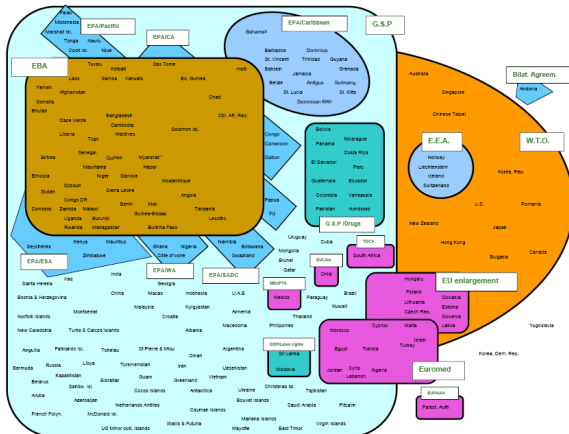 Palau
Micronesia
Marshall Isl.
Tonga Nauru
Cook Isl. Niue
EPA/Pacific
EPA/CA
EPA/Caribbean
G.S.P
Bahama#
Barbados Dominica
St. Vincent Trinidad Guyana
Bahrain Grenada
Jamaica
Belize Antigua Surinam,
St. Lucia St. Kitts
Dominican RRR
EBA
Tuvalu Kiribati Sao Tome
Laos Samoa Vanuatu Eq. Guinea Haiti
Yemen
Afghanistan
Somalia
Bhutan
Chad
Ctrl. Afr. Rep.
Cape Verde Bangladesh
Cambodia
Liberia Maldives
Solomon Isl.
Togo
Senegal
Eritrea Guinea Myanmar *
Mauritania Nepal
Ethiopia Niger Gambia
Mozambique
Djibouti
Sudan Sierra Leone
Angola
Congo DR
Comoros Zambia Malawi Benin Mali Tanzania
Uganda Burundi Guinea-Bissau
Lesotho
Rwanda Madagascar Burkina Faso
Congo
Cameroon
Gabon
Papua
Fiji
Bolivia
Panama Nicaragua
Costa Rica
El Salvador
Peru
Guatemala Ecuador
Colombia Venezuela
Pakistan Honduras
G.S.P /Drugs
Australia
Singapore
Chinese Taipei
Bilat. Agreem.
Andorra
E.E.A.
Norway
Liechtenstein
Iceland
Switzerland
W.T.O.
Korea, Rep.
U.S.
Romania
New Zealand
Japan
Hong Kong
Canada
Bulgaria
Seychelles Kenya Mauritius
Zimbabwe
EPA/ESA
Ghana Nigeria
Côte d'Ivoire
EPA/WA
Namibia Botswana
Swaziland
EPA/SADC
Uruguay
Cuba
Mongolia
Brunei
Qatar
TDCA
South Africa
EUCAA
Chile
MEUFTA
Mexico
EU enlargement
Hungary
Poland
Lithuania
Czech Rep.
Slovakia
Estonia
Slovenia
Latvia
Iraq
Santa Helena India Georgia
Bosnia & Herzegovina China Macao Indonesia U.A.E
Malaysia Kyrgyzstan
Norfolk Islands Montserrat Armenia
Croatia
New Caledonia Turks & Caicos Islands Albania Macedonia
Paraguay Brazil
Thailand
Kuwait
Philippines
Yugoslavia
Korea, Dem. Rep.
Morocco Cyprus Malta
Israel
Egypt Tunisia Turkey
Jordan Syria Algeria
Lebanon
Euromed
EUPAAA
Palest. Auth
GSP/Labor rights
Sri Lanka
Moldova
Anguilla Falklands Isl. Tokelau St Pierre & Miqu Argentina
Oman
Bermuda Russia Libya Turkmenistan Iran Uzbekistan
Kazakhstan Guam Vietnam
Belarus Gibraltar Greenland
Sandw. Isl. Cocos Islands Antarctica Ukraine Christmas Isl. Tajikistan
Aruba Azerbaijan Netherlands Antilles Bouvet Islands
Cayman Islands Saudi Arabia Pitcairn
French Polyn. McDonald Isl. Mariana Islands
Wallis & Futuna Virgin Islands
US Minor outl. Islands Mayotte East Timor